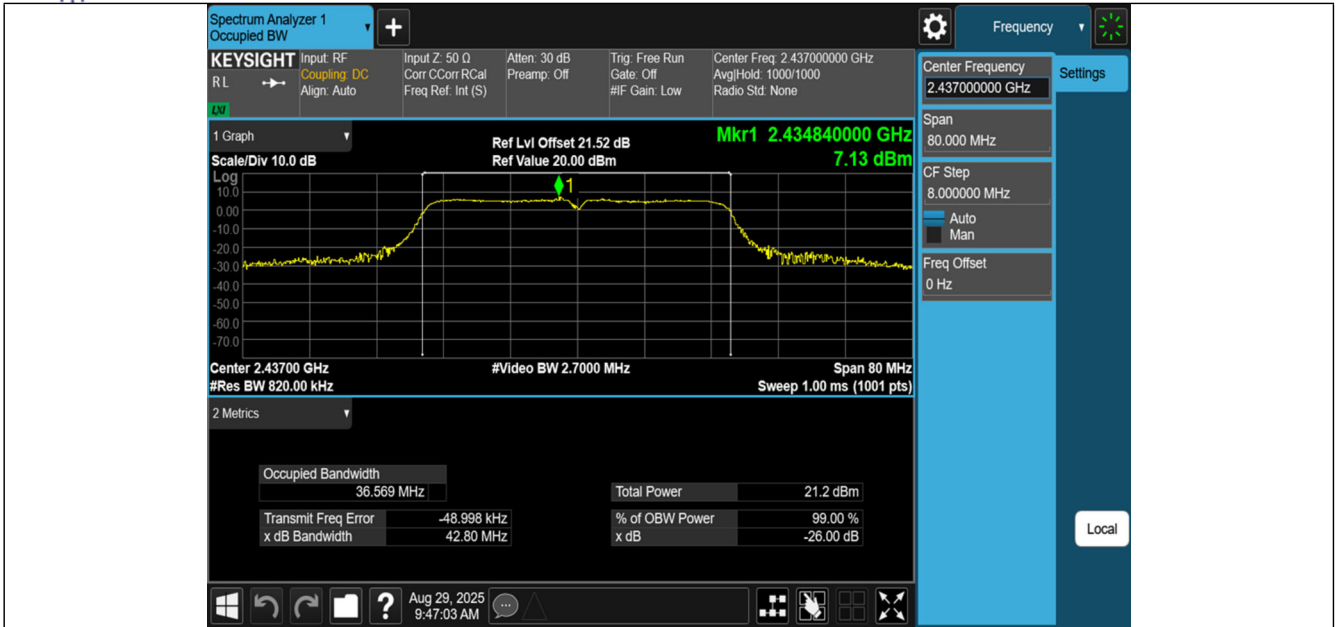 Spectrum Analyzer 1
Occupied BW
+
Frequency
KEYSIGHT
R L
LXI
Input: RF
Coupling: DC
Align: Auto
Input Z: 50 Ω
Corr CCorr RCal
Freq Ref: Int (S)
Atten: 30 dB
Preamp: Off
Trig: Free Run
Gate: Off
#IF Gain: Low
Center Freq: 2.437000000 GHz
Avg|Hold: 1000/1000
Radio Std: None
Center Frequency
2.437000000 GHz
Settings
Span
80.000 MHz
CF Step
8.000000 MHz
Auto
Man
Freq Offset
0 Hz
Local
1 Graph
Scale/Div 10.0 dB
Ref Lvl Offset 21.52 dB
Ref Value 20.00 dBm
Mkr1 2.434840000 GHz
7.13 dBm
Log
1
10.0
0.00
-10.0
-20.0
-30.0
-40.0
-50.0
-60.0
-70.0
Center 2.43700 GHz
#Video BW 2.7000 MHz
Span 80 MHz
#Res BW 820.00 kHz
Sweep 1.00 ms (1001 pts)
2 Metrics
Occupied Bandwidth
36.569 MHz
Total Power 21.2 dBm
Transmit Freq Error -48.998 kHz
% of OBW Power 99.00 %
x dB Bandwidth 42.80 MHz
x dB -26.00 dB
?
Aug 29, 2025
9:47:03 AM